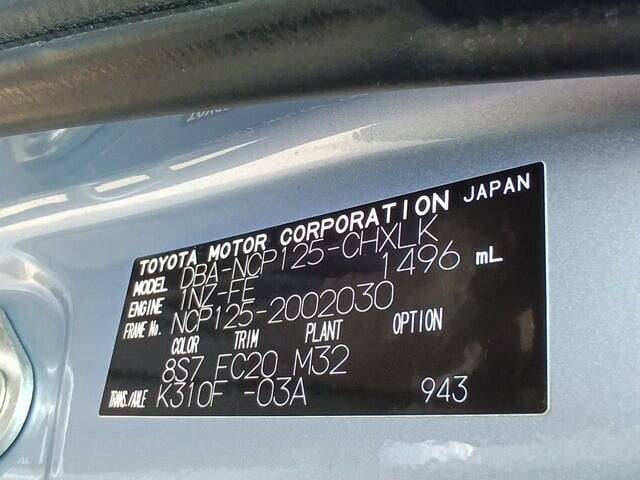 TOYOTA MOTOR CORPORATION JAPAN
MODEL DBA-NCP125-CHXLK
ENGINE 1NZ-FE 1496 mL
FRAME No. NCP125-2002030
COLOR TRIM PLANT OPTION
8S7 FC20 M32
TRANS./AXLE K310F -03A 943